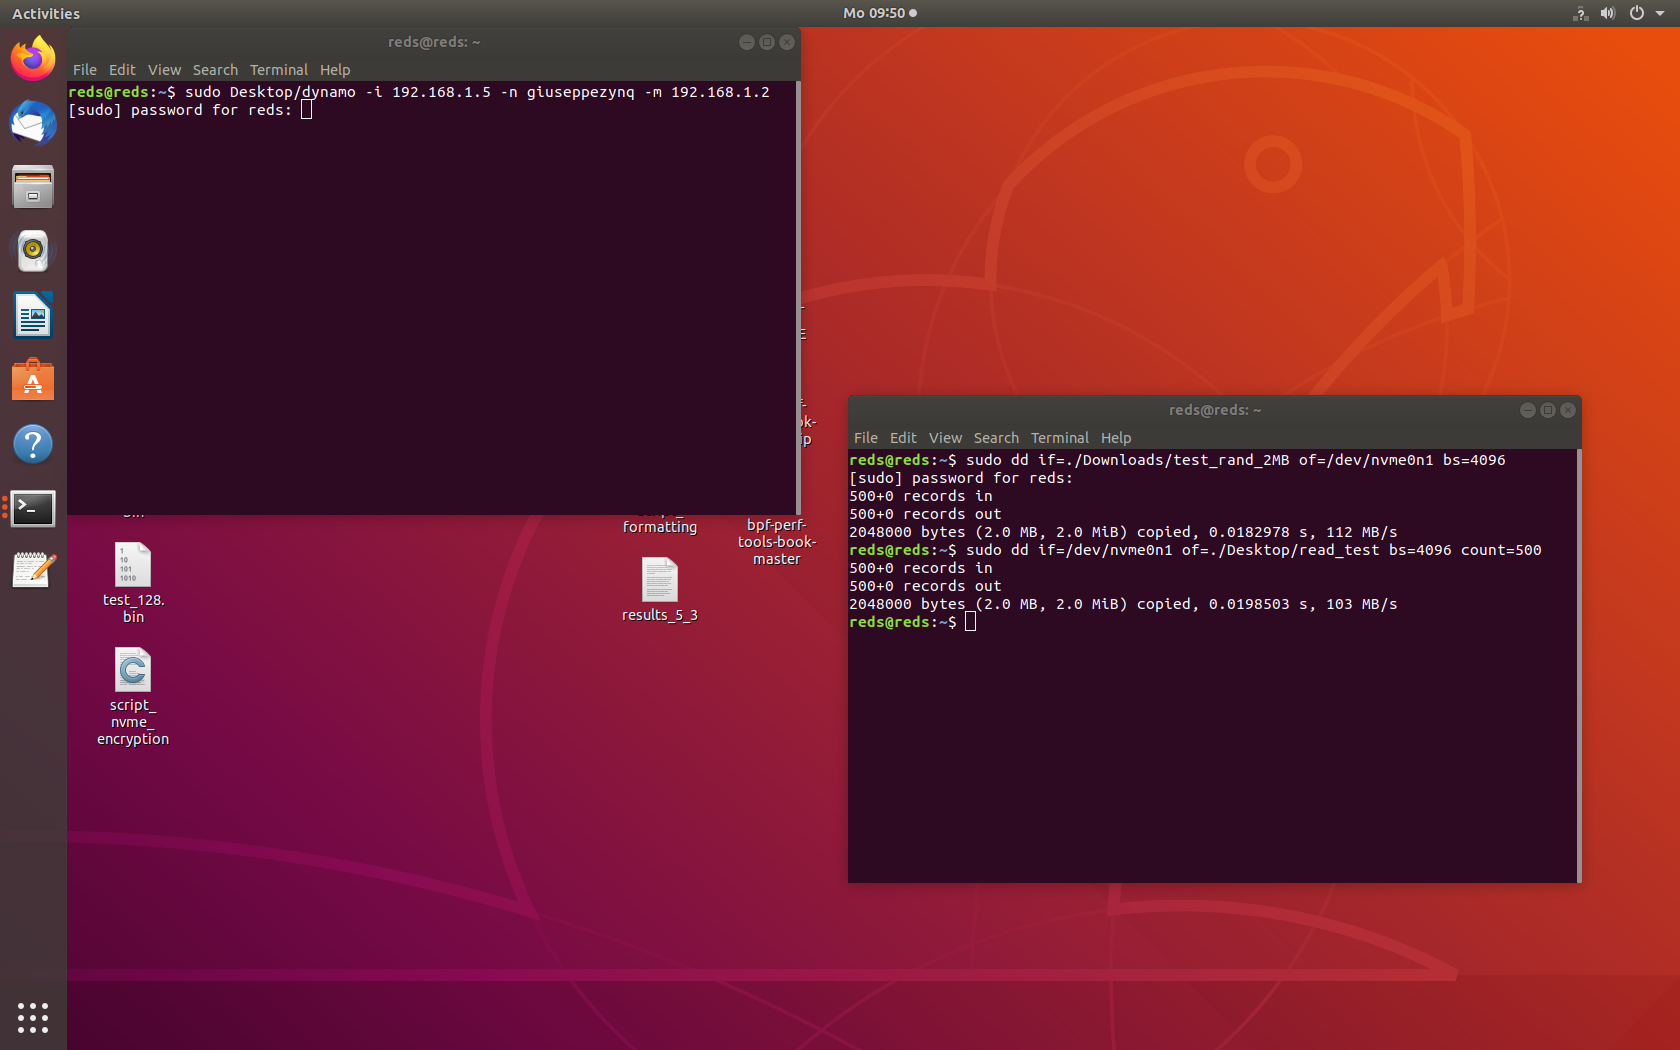 Activities
Mo 09:50
reds@reds: ~
File Edit View Search Terminal Help
reds@reds:~$ sudo Desktop/dynamo -i 192.168.1.5 -n giuseppezynq -m 192.168.1.2
[sudo] password for reds:
reds@reds: ~
File Edit View Search Terminal Help
reds@reds:~$ sudo dd if=./Downloads/test_rand_2MB of=/dev/nvme0n1 bs=4096
[sudo] password for reds:
500+0 records in
500+0 records out
2048000 bytes (2.0 MB, 2.0 MiB) copied, 0.0182978 s, 112 MB/s
reds@reds:~$ sudo dd if=/dev/nvme0n1 of=./Desktop/read_test bs=4096 count=500
500+0 records in
500+0 records out
2048000 bytes (2.0 MB, 2.0 MiB) copied, 0.0198503 s, 103 MB/s
reds@reds:~$
test_128.
bin
script_
nvme_
encryption
formatting
results_5_3
bpf-perf-
tools-book-
master